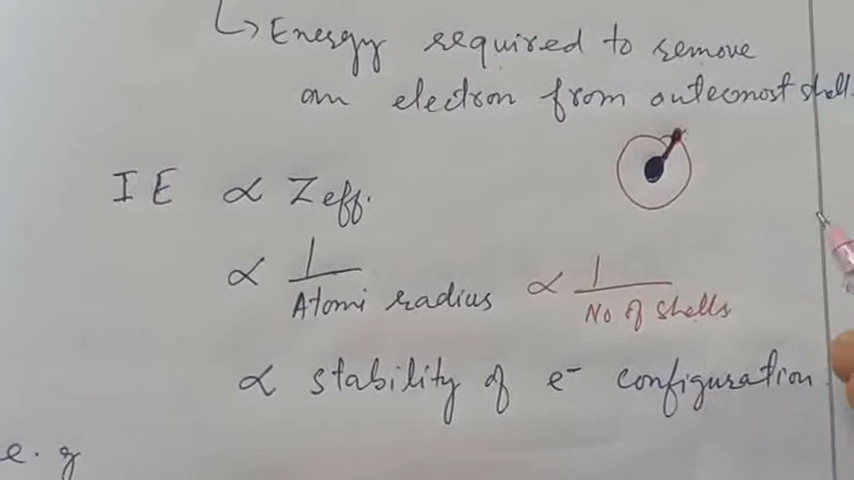 ↳ Energy required to remove
an electron from outermost shell.
IE ∝ Zeff.
∝ 1/Atomi radius ∝ 1/No of shells
∝ stability of e⁻ configuration
e. g